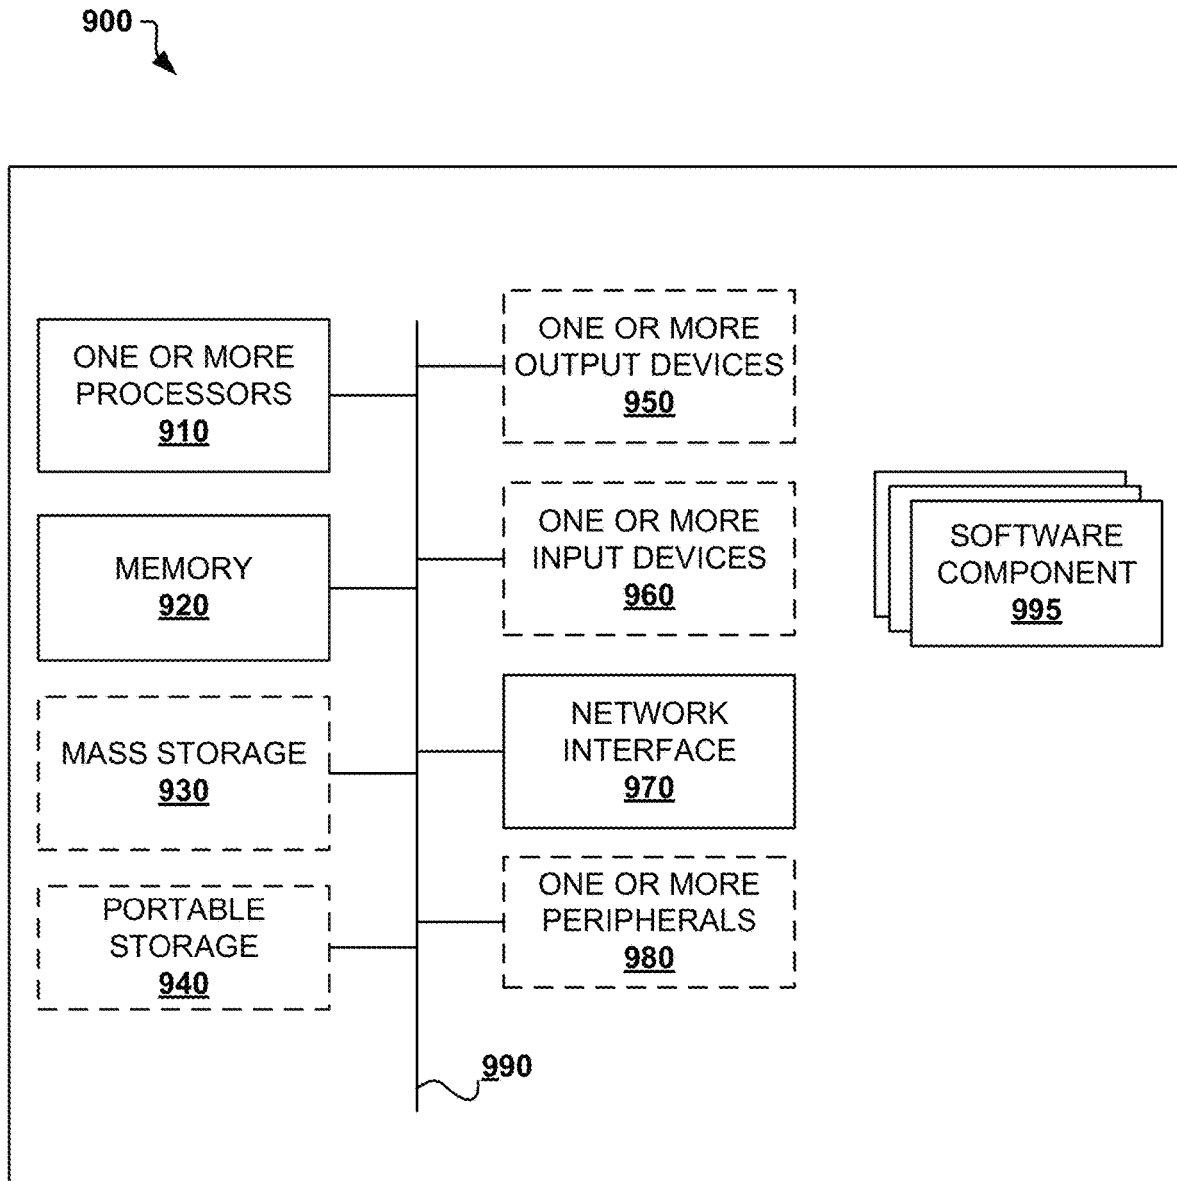 900
ONE OR MORE
PROCESSORS
910
MEMORY
920
MASS STORAGE
930
PORTABLE
STORAGE
940
ONE OR MORE
OUTPUT DEVICES
950
ONE OR MORE
INPUT DEVICES
960
NETWORK
INTERFACE
970
ONE OR MORE
PERIPHERALS
980
990
SOFTWARE
COMPONENT
995